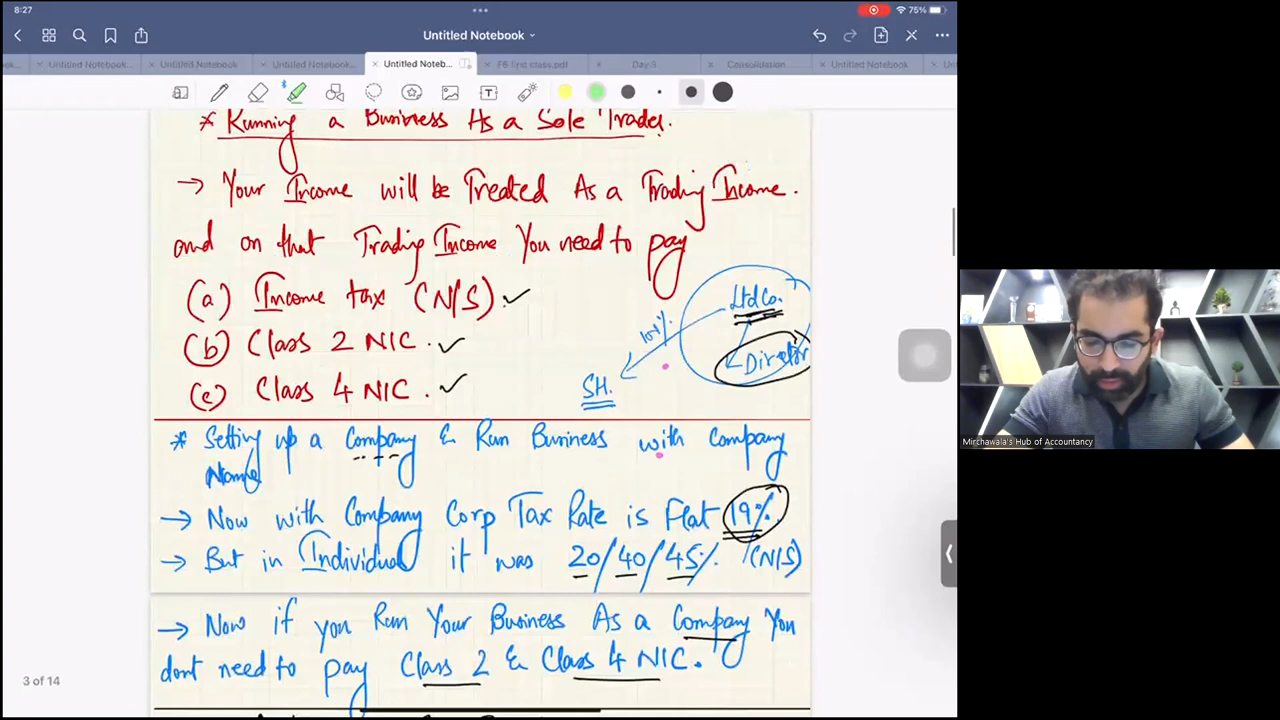 8:27
75%
Untitled Notebook
Untitled Notebook...
Untitled Notebook
Untitled Notebook...
Untitled Noteb...
F6 first class.pdf
Day 5
Consolidation
Untitled Notebook
* Running a Business As a Sole Trader.
→ Your Income will be Treated As a Trading Income.
and on that Trading Income You need to pay
(a) Income tax (N/S) ✓
(b) Class 2 NIC. ✓
(c) Class 4 NIC. ✓
Ltd Co.
100%
Director
SH.
* Setting up a Company & Run Business with Company
Name
→ Now with Company Corp Tax Rate is Flat 19%.
→ But in Individual it was 20/40/45% (N/S)
→ Now if you Run Your Business As a Company You
dont need to pay Class 2 & Class 4 NIC.
3 of 14
Mirchawala's Hub of Accountancy